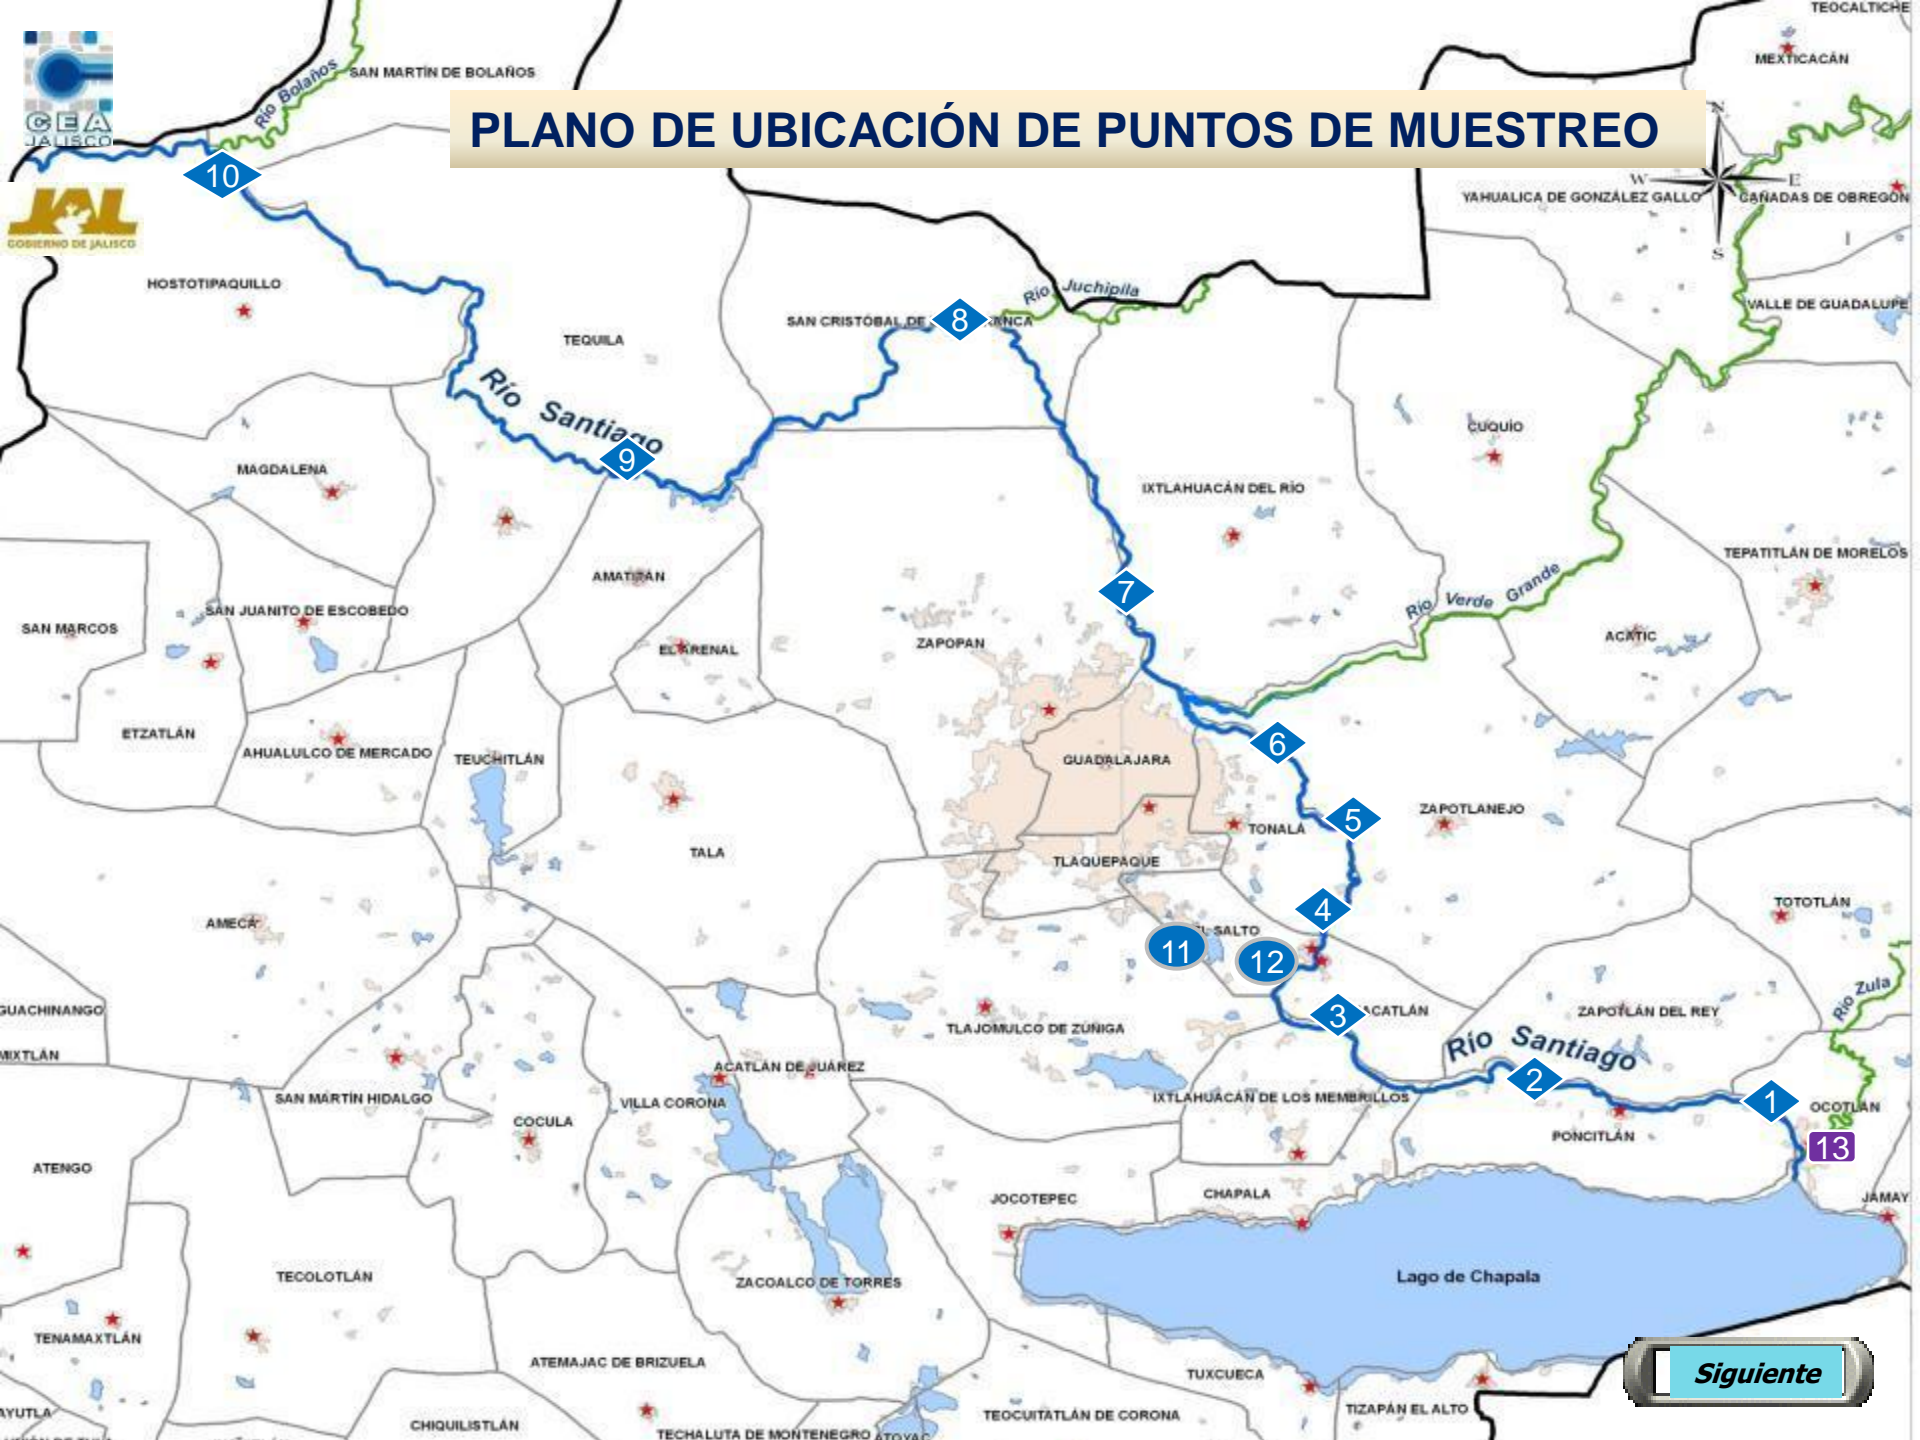 TEOCALTICHE
MEXTICACÁN
SAN MARTÍN DE BOLAÑOS
Río Bolaños
CEA
JALISCO
PLANO DE UBICACIÓN DE PUNTOS DE MUESTREO
N
W
E
S
10
JAL
GOBIERNO DE JALISCO
YAHUALICA DE GONZÁLEZ GALLO
CAÑADAS DE OBREGÓN
HOSTOTIPAQUILLO
Río Juchipila
VALLE DE GUADALUPE
SAN CRISTÓBAL DE
8
TEQUILA
Río Santiago
9
CUQUÍO
MAGDALENA
IXTLAHUACÁN DEL RÍO
TEPATITLÁN DE MORELOS
AMATITÁN
7
Río Verde Grande
SAN JUANITO DE ESCOBEDO
SAN MARCOS
ZAPOPAN
ACATIC
EL ARENAL
ETZATLÁN
AHUALULCO DE MERCADO
TEUCHITLÁN
GUADALAJARA
6
5
ZAPOTLANEJO
TONALÁ
TALA
TLAQUEPAQUE
TOTOTLÁN
4
AMECA
EL SALTO
11
12
Río Zula
GUACHINANGO
3
ACATLÁN
ZAPOTLÁN DEL REY
TLAJOMULCO DE ZÚÑIGA
Río Santiago
MIXTLÁN
ACATLÁN DE JUÁREZ
2
SAN MARTÍN HIDALGO
VILLA CORONA
IXTLAHUACÁN DE LOS MEMBRILLOS
1
OCOTLÁN
COCULA
PONCITLÁN
13
ATENGO
JOCOTEPEC
CHAPALA
JAMAY
TECOLOTLÁN
ZACOALCO DE TORRES
Lago de Chapala
TENAMAXTLÁN
ATEMAJAC DE BRIZUELA
TUXCUECA
Siguiente
AYUTLA
CHIQUILISTLÁN
TEOCUITATLÁN DE CORONA
TIZAPÁN EL ALTO
TECHALUTA DE MONTENEGRO
ATOYAC